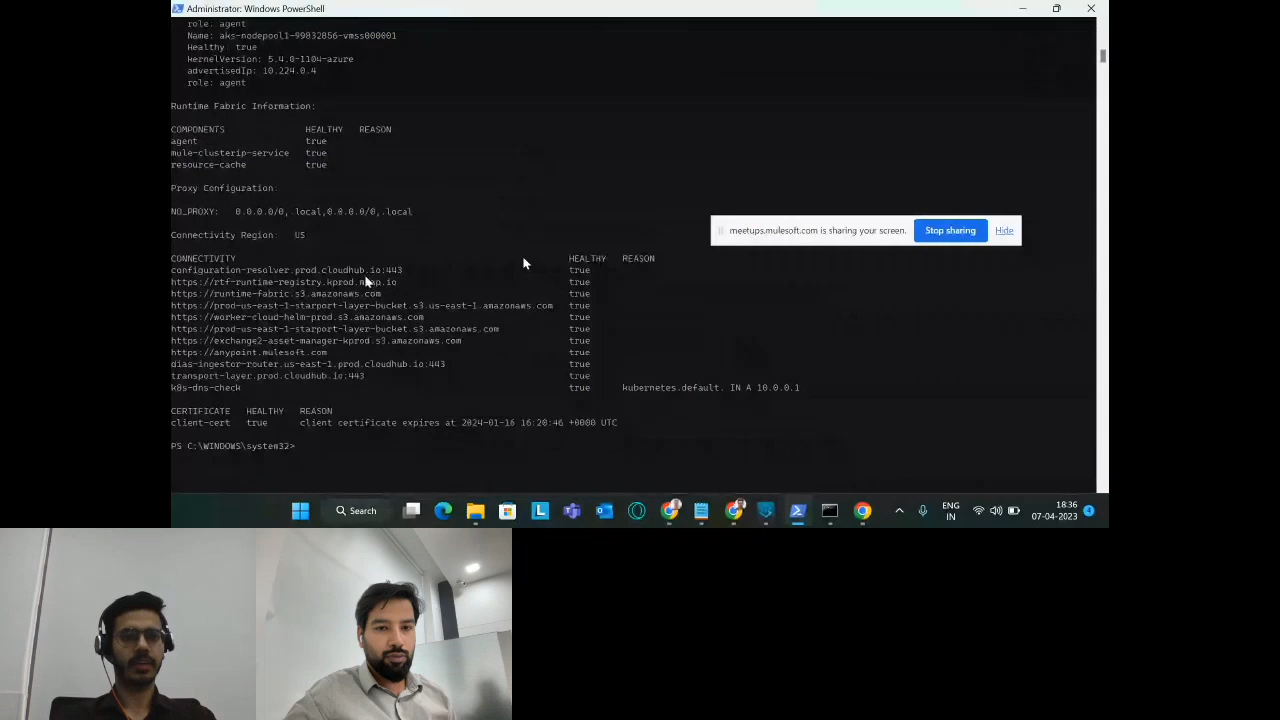 Administrator: Windows PowerShell
role: agent
Name: aks-nodepool1-99832856-vmss000001
Healthy: true
KernelVersion: 5.4.0-1104-azure
advertisedIp: 10.224.0.4
role: agent
Runtime Fabric Information:
COMPONENTS HEALTHY REASON
agent true
mule-clusterip-service true
resource-cache true
Proxy Configuration:
NO_PROXY: 0.0.0.0/0,.local,0.0.0.0/0,.local
Connectivity Region: US
CONNECTIVITY HEALTHY REASON
configuration-resolver.prod.cloudhub.io:443 true
https://rtf-runtime-registry.kprod.msap.io true
https://runtime-fabric.s3.amazonaws.com true
https://prod-us-east-1-starport-layer-bucket.s3.us-east-1.amazonaws.com true
https://worker-cloud-helm-prod.s3.amazonaws.com true
https://prod-us-east-1-starport-layer-bucket.s3.amazonaws.com true
https://exchange2-asset-manager-kprod.s3.amazonaws.com true
https://anypoint.mulesoft.com true
dias-ingestor-router.us-east-1.prod.cloudhub.io:443 true
transport-layer.prod.cloudhub.io:443 true
k8s-dns-check true kubernetes.default. IN A 10.0.0.1
CERTIFICATE HEALTHY REASON
client-cert true client certificate expires at 2024-01-16 16:20:46 +0000 UTC
PS C:\WINDOWS\system32>
meetups.mulesoft.com is sharing your screen. Stop sharing Hide
Search
L
ENG
IN
18:36
07-04-2023
4